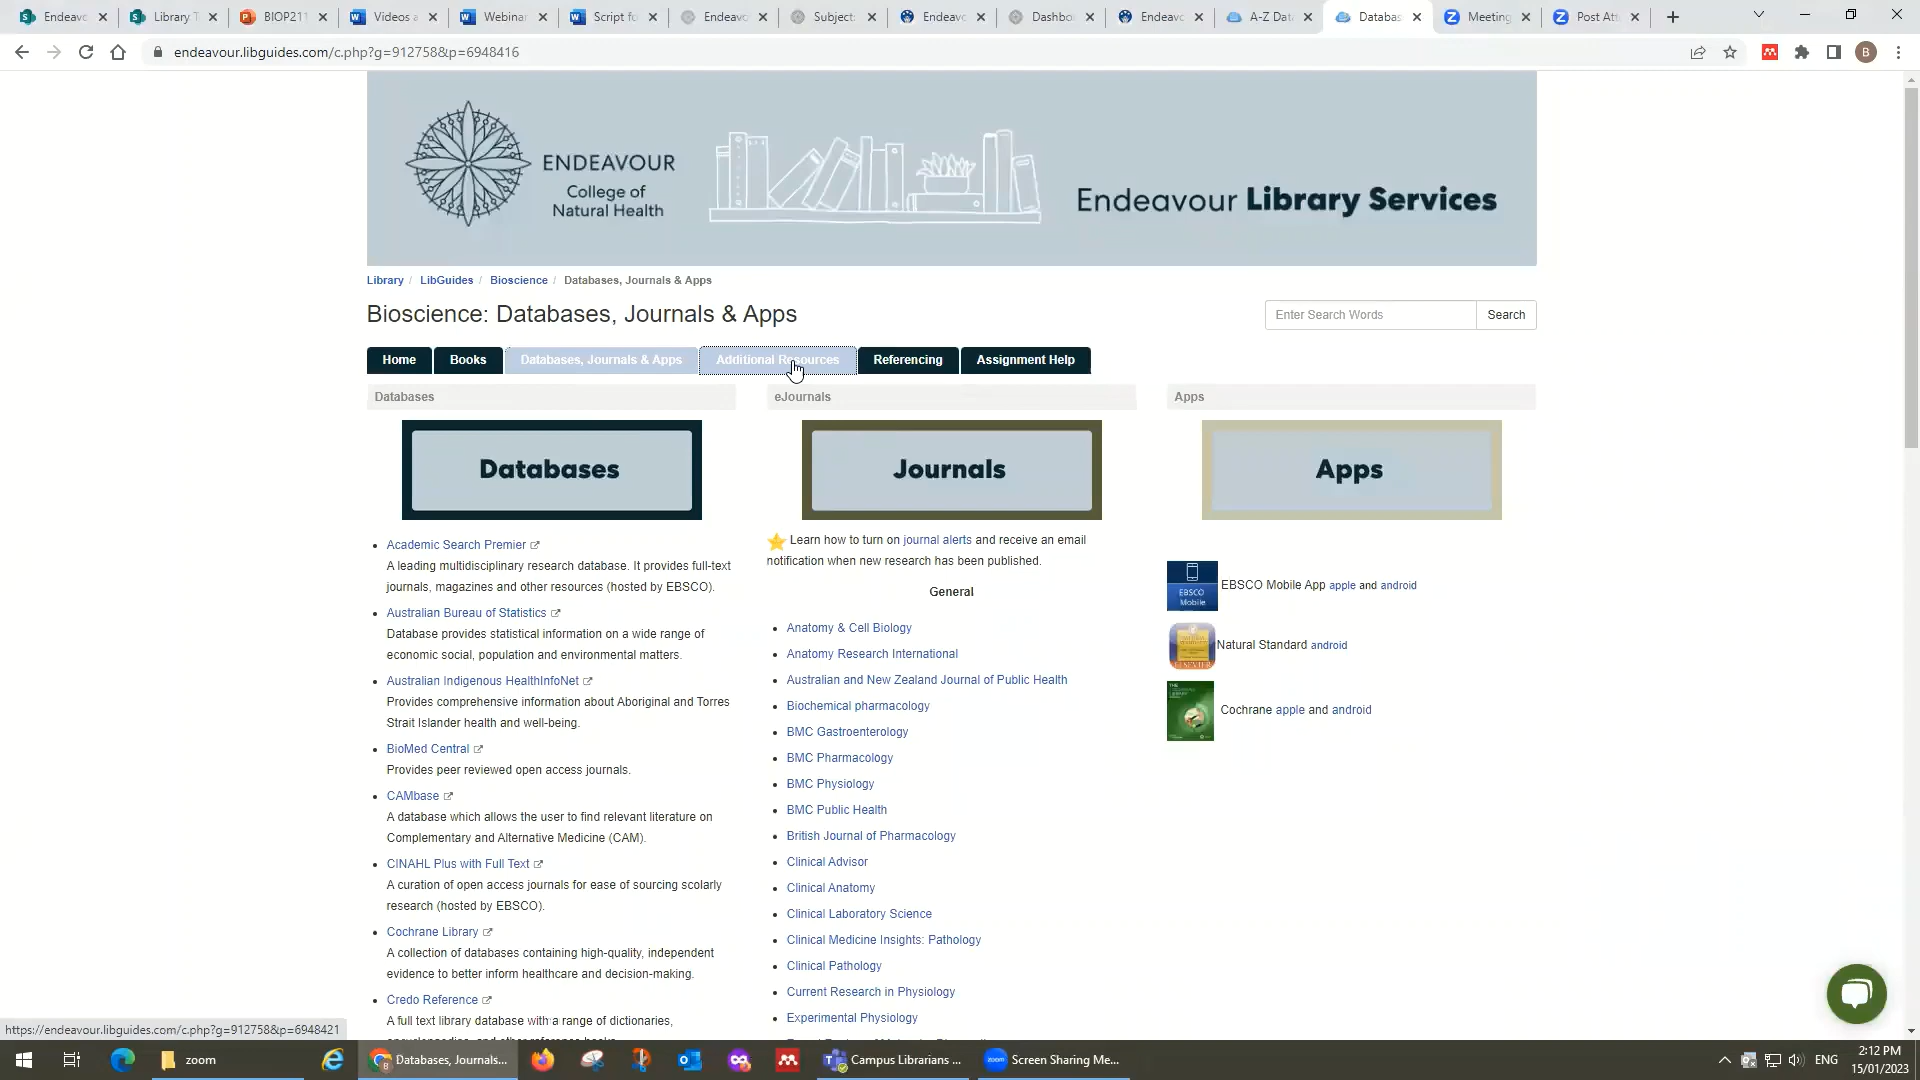 Endeavo
Library T
BIOP211
Videos a
Webinar
Script fo
Endeavo
Subject
Endeavo
Dashbo
Endeavo
A-Z Dat
Databas
Meeting
Post Att
endeavour.libguides.com/c.php?g=912758&p=6948416
B
ENDEAVOUR
College of
Natural Health
Endeavour Library Services
Library / LibGuides / Bioscience / Databases, Journals & Apps
Bioscience: Databases, Journals & Apps
Enter Search Words
Search
Home
Books
Databases, Journals & Apps
Additional Resources
Referencing
Assignment Help
Databases
Databases
Academic Search Premier
A leading multidisciplinary research database. It provides full-text
journals, magazines and other resources (hosted by EBSCO).
Australian Bureau of Statistics
Database provides statistical information on a wide range of
economic social, population and environmental matters.
Australian Indigenous HealthInfoNet
Provides comprehensive information about Aboriginal and Torres
Strait Islander health and well-being.
BioMed Central
Provides peer reviewed open access journals.
CAMbase
A database which allows the user to find relevant literature on
Complementary and Alternative Medicine (CAM).
CINAHL Plus with Full Text
A curation of open access journals for ease of sourcing scolarly
research (hosted by EBSCO).
Cochrane Library
A collection of databases containing high-quality, independent
evidence to better inform healthcare and decision-making.
Credo Reference
A full text library database with a range of dictionaries,
eJournals
Journals
Learn how to turn on journal alerts and receive an email
notification when new research has been published.
General
Anatomy & Cell Biology
Anatomy Research International
Australian and New Zealand Journal of Public Health
Biochemical pharmacology
BMC Gastroenterology
BMC Pharmacology
BMC Physiology
BMC Public Health
British Journal of Pharmacology
Clinical Advisor
Clinical Anatomy
Clinical Laboratory Science
Clinical Medicine Insights: Pathology
Clinical Pathology
Current Research in Physiology
Experimental Physiology
Apps
Apps
EBSCO
Mobile
EBSCO Mobile App apple and android
ELSEVIER
Natural Standard android
Cochrane apple and android
https://endeavour.libguides.com/c.php?g=912758&p=6948421
zoom
Databases, Journals...
Campus Librarians ...
zoom
Screen Sharing Me...
ENG
2:12 PM
15/01/2023